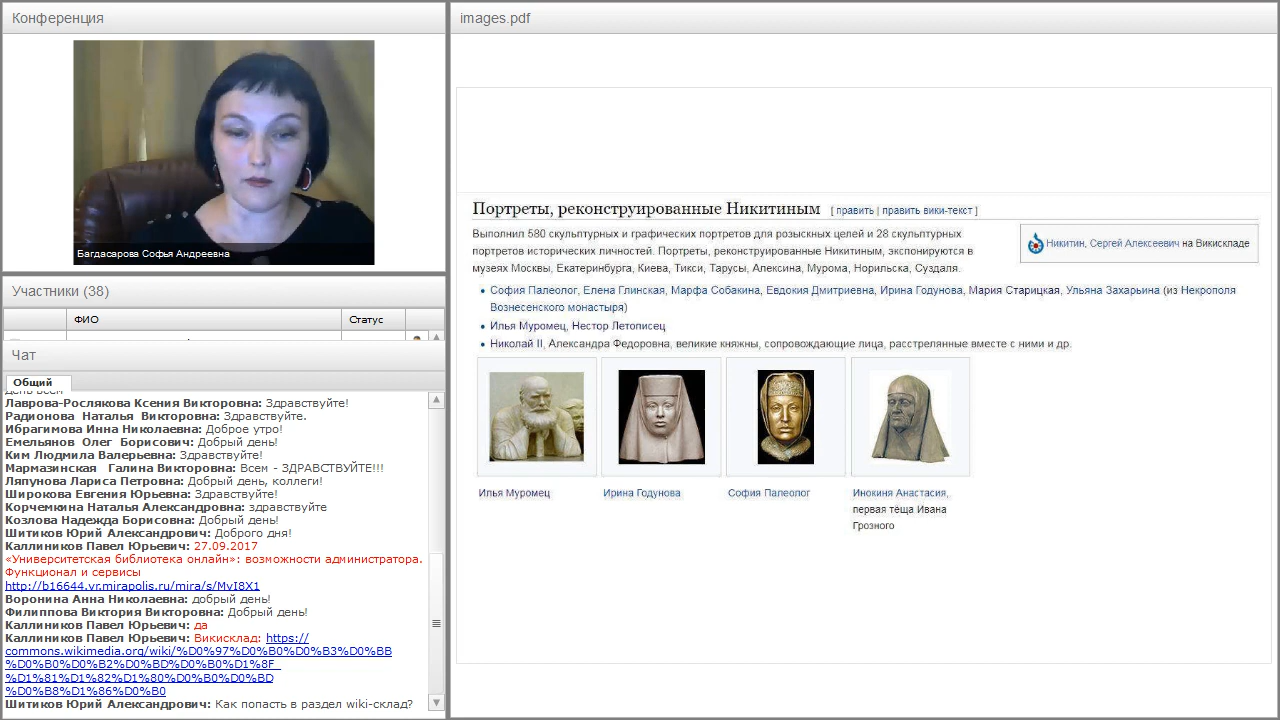 Конференция
Багдасарова Софья Андреевна
Участники (38)
ФИО
Статус
Чат
Общий
день всем
Лаврова-Рослякова Ксения Викторовна: Здравствуйте!
Радионова Наталья Викторовна: Здравствуйте.
Ибрагимова Инна Николаевна: Доброе утро!
Емельянов Олег Борисович: Добрый день!
Ким Людмила Валерьевна: Здравствуйте!
Мармазинская Галина Викторовна: Всем - ЗДРАВСТВУЙТЕ!!!
Ляпунова Лариса Петровна: Добрый день, коллеги!
Широкова Евгения Юрьевна: Здравствуйте!
Корчемкина Наталья Александровна: здравствуйте
Козлова Надежда Борисовна: Добрый день!
Шитиков Юрий Александрович: Доброго дня!
Каллиников Павел Юрьевич: 27.09.2017
«Университетская библиотека онлайн»: возможности администратора.
Функционал и сервисы
http://b16644.vr.mirapolis.ru/mira/s/MvI8X1
Воронина Анна Николаевна: добрый день!
Филиппова Виктория Викторовна: Добрый день!
Каллиников Павел Юрьевич: да
Каллиников Павел Юрьевич: Викисклад: https://
commons.wikimedia.org/wiki/%D0%97%D0%B0%D0%B3%D0%BB
%D0%B0%D0%B2%D0%BD%D0%B0%D1%8F_
%D1%81%D1%82%D1%80%D0%B0%D0%BD
%D0%B8%D1%86%D0%B0
Шитиков Юрий Александрович: Как попасть в раздел wiki-склад?
images.pdf
Портреты, реконструированные Никитиным [ править | править вики-текст ]
Выполнил 580 скульптурных и графических портретов для розыскных целей и 28 скульптурных
портретов исторических личностей. Портреты, реконструированные Никитиным, экспонируются в
музеях Москвы, Екатеринбурга, Киева, Тикси, Тарусы, Алексина, Мурома, Норильска, Суздаля.
Никитин, Сергей Алексеевич на Викискладе
• София Палеолог, Елена Глинская, Марфа Собакина, Евдокия Дмитриевна, Ирина Годунова, Мария Старицкая, Ульяна Захарьина (из Некрополя
Вознесенского монастыря)
• Илья Муромец, Нестор Летописец
• Николай II, Александра Федоровна, великие княжны, сопровождающие лица, расстрелянные вместе с ними и др.
Илья Муромец
Ирина Годунова
София Палеолог
Инокиня Анастасия,
первая тёща Ивана
Грозного